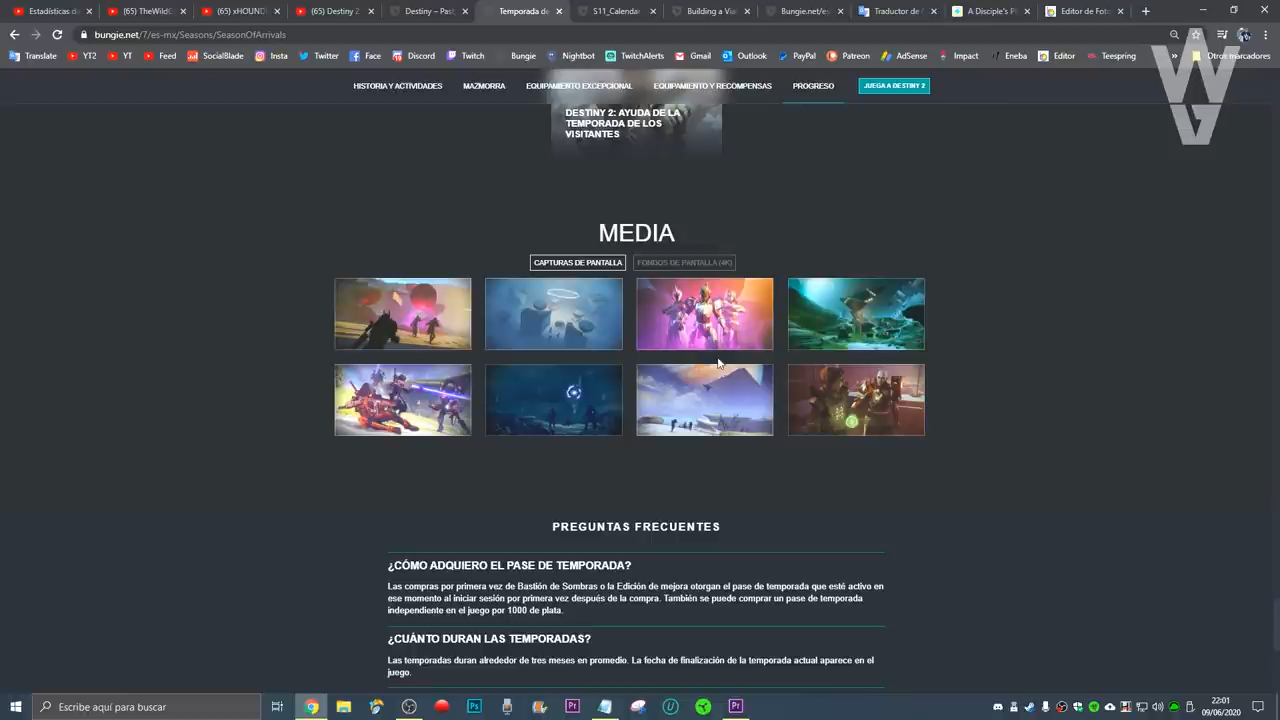 Estadísticas de
(65) TheWildG
(65) xHOUND
(65) Destiny 2
Destiny – Pas
Temporada de
S11_Calendar
Building a Via
Bungie.net/es
Traductor de
A Disciple's Pi
Editor de Fot
bungie.net/7/es-mx/Seasons/SeasonOfArrivals
Translate
YT2
YT
Feed
SocialBlade
Insta
Face
Discord
Twitch
Bungie
Nightbot
TwitchAlerts
Gmail
Outlook
PayPal
Patreon
AdSense
Impact
Eneba
Editor
Teespring
»
Otros marcadores
HISTORIA Y ACTIVIDADES
MAZMORRA
EQUIPAMIENTO EXCEPCIONAL
EQUIPAMIENTO Y RECOMPENSAS
PROGRESO
JUEGA A DESTINY 2
WG
DESTINY 2: AYUDA DE LA
TEMPORADA DE LOS
VISITANTES
MEDIA
CAPTURAS DE PANTALLA
FONDOS DE PANTALLA (4K)
PREGUNTAS FRECUENTES
¿CÓMO ADQUIERO EL PASE DE TEMPORADA?
Las compras por primera vez de Bastión de Sombras o la Edición de mejora otorgan el pase de temporada que esté activo en
ese momento al iniciar sesión por primera vez después de la compra. También se puede comprar un pase de temporada
independiente en el juego por 1000 de plata.
¿CUÁNTO DURAN LAS TEMPORADAS?
Las temporadas duran alrededor de tres meses en promedio. La fecha de finalización de la temporada actual aparece en el
juego.
Escribe aquí para buscar
22:01
09/06/2020